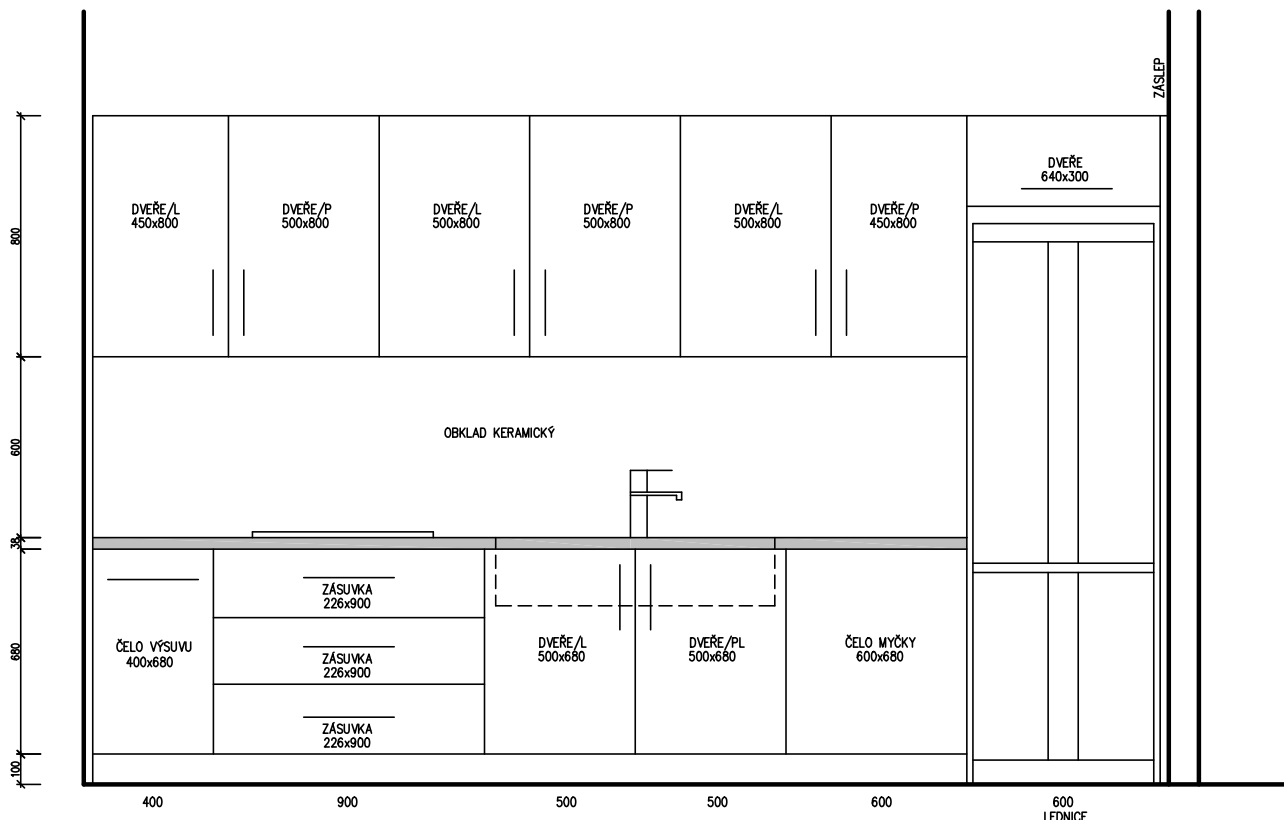 ZÁSLEP
DVEŘE/L
450x800
DVEŘE/P
500x800
DVEŘE/L
500x800
DVEŘE/P
500x800
DVEŘE/L
500x800
DVEŘE/P
450x800
DVEŘE
640x300
800
600
38
680
100
OBKLAD KERAMICKÝ
ČELO VÝSUVU
400x680
ZÁSUVKA
226x900
ZÁSUVKA
226x900
ZÁSUVKA
226x900
DVEŘE/L
500x680
DVEŘE/PL
500x680
ČELO MYČKY
600x680
400
900
500
500
600
600
LEDNICE